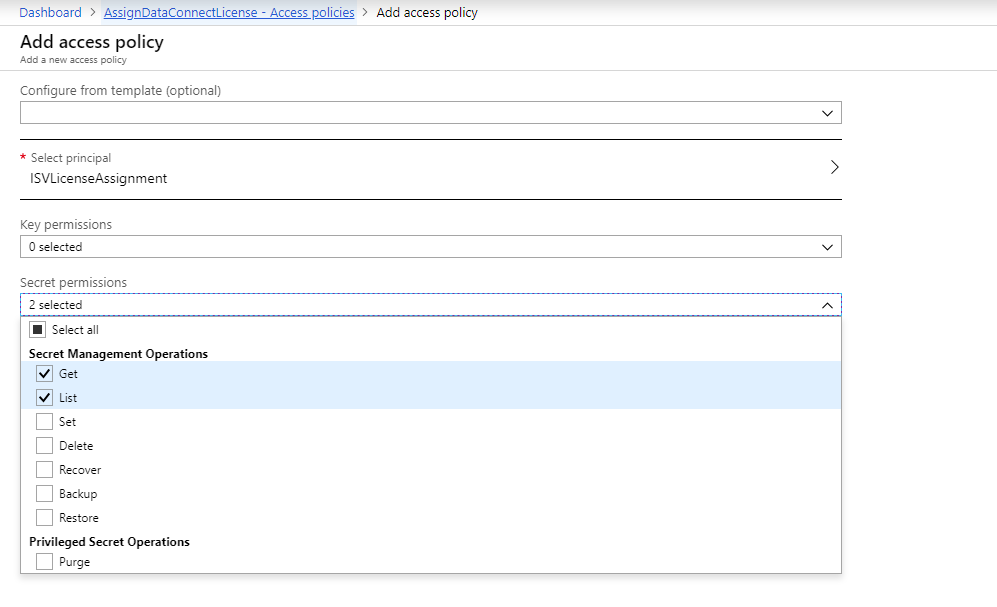 Dashboard > AssignDataConnectLicense - Access policies > Add access policy
Add access policy
Add a new access policy
Configure from template (optional)
* Select principal
ISVLicenseAssignment
Key permissions
0 selected
Secret permissions
2 selected
Select all
Secret Management Operations
Get
List
Set
Delete
Recover
Backup
Restore
Privileged Secret Operations
Purge